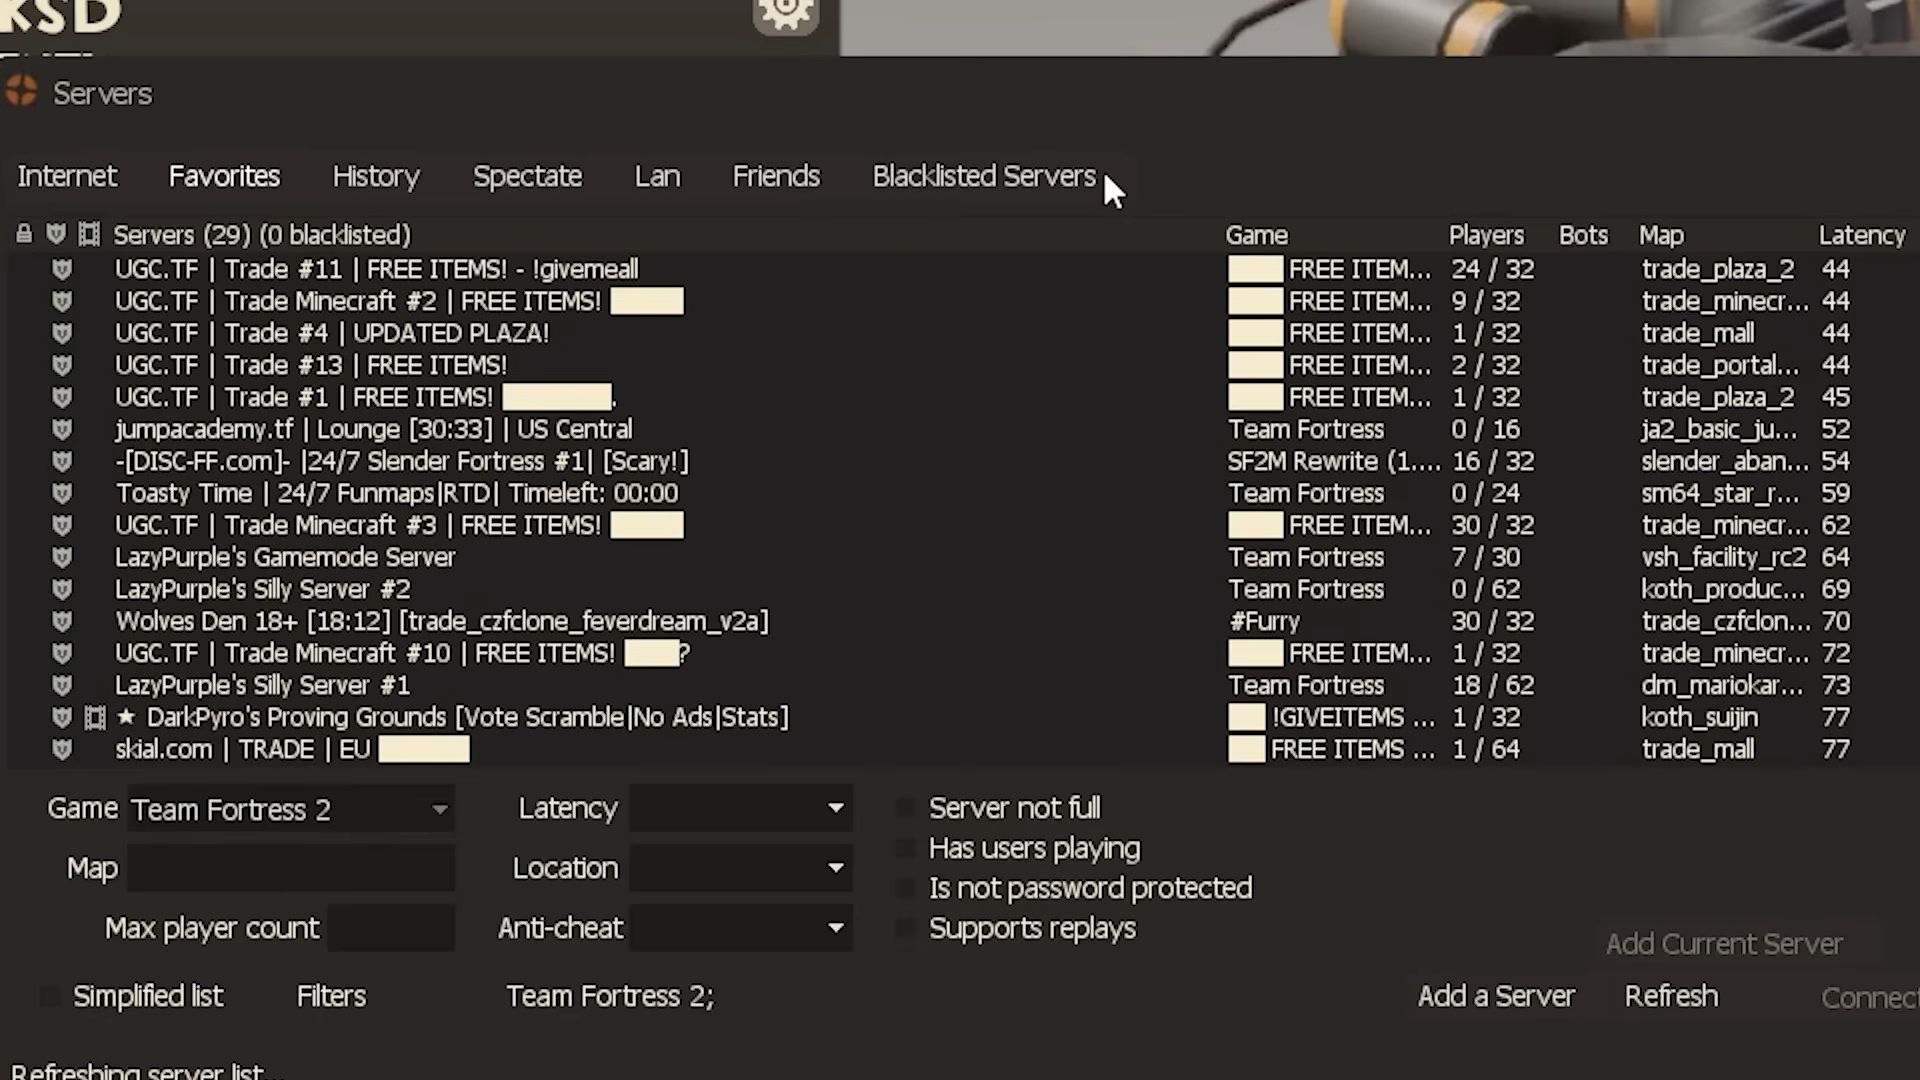 KSD
Servers
Internet Favorites History Spectate Lan Friends Blacklisted Servers
Servers (29) (0 blacklisted) Game Players Bots Map Latency
UGC.TF | Trade #11 | FREE ITEMS! - !givemeall FREE ITEM... 24 / 32 trade_plaza_2 44
UGC.TF | Trade Minecraft #2 | FREE ITEMS! FREE ITEM... 9 / 32 trade_minecr... 44
UGC.TF | Trade #4 | UPDATED PLAZA! FREE ITEM... 1 / 32 trade_mall 44
UGC.TF | Trade #13 | FREE ITEMS! FREE ITEM... 2 / 32 trade_portal... 44
UGC.TF | Trade #1 | FREE ITEMS! . FREE ITEM... 1 / 32 trade_plaza_2 45
jumpacademy.tf | Lounge [30:33] | US Central Team Fortress 0 / 16 ja2_basic_ju... 52
-[DISC-FF.com]- |24/7 Slender Fortress #1| [Scary!] SF2M Rewrite (1.... 16 / 32 slender_aban... 54
Toasty Time | 24/7 Funmaps|RTD| Timeleft: 00:00 Team Fortress 0 / 24 sm64_star_r... 59
UGC.TF | Trade Minecraft #3 | FREE ITEMS! FREE ITEM... 30 / 32 trade_minecr... 62
LazyPurple's Gamemode Server Team Fortress 7 / 30 vsh_facility_rc2 64
LazyPurple's Silly Server #2 Team Fortress 0 / 62 koth_produc... 69
Wolves Den 18+ [18:12] [trade_czfclone_feverdream_v2a] #Furry 30 / 32 trade_czfclon... 70
UGC.TF | Trade Minecraft #10 | FREE ITEMS! ? FREE ITEM... 1 / 32 trade_minecr... 72
LazyPurple's Silly Server #1 Team Fortress 18 / 62 dm_mariokar... 73
★ DarkPyro's Proving Grounds [Vote Scramble|No Ads|Stats] !GIVEITEMS ... 1 / 32 koth_suijin 77
skial.com | TRADE | EU FREE ITEMS ... 1 / 64 trade_mall 77
Game Team Fortress 2 Latency Server not full
Has users playing
Map Location Is not password protected
Max player count Anti-cheat Supports replays
Add Current Server
Simplified list Filters Team Fortress 2; Add a Server Refresh Connect
Refreshing server list...